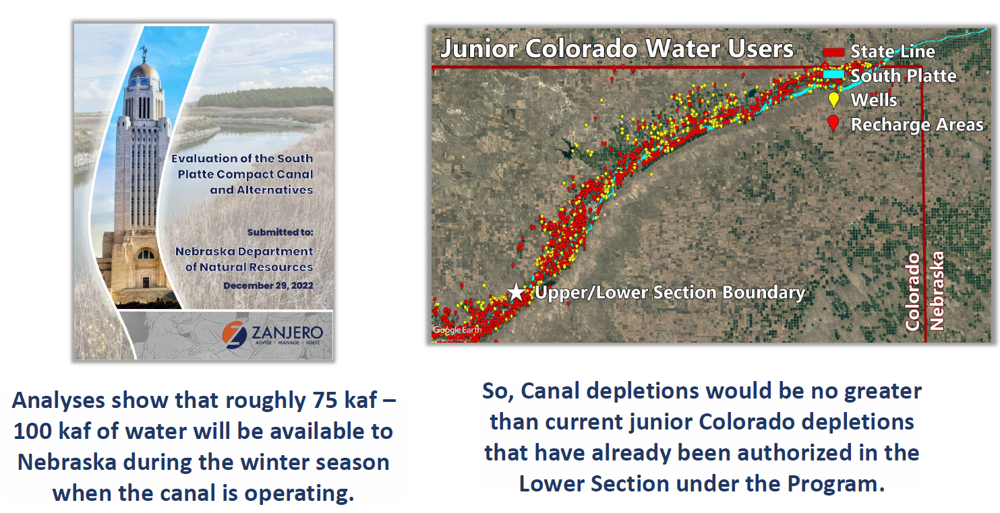 Evaluation of the South
Platte Compact Canal
and Alternatives
Submitted to:
Nebraska Department
of Natural Resources
December 29, 2022
ZANJERO
ADVISE • MANAGE • SOLVE
Analyses show that roughly 75 kaf –
100 kaf of water will be available to
Nebraska during the winter season
when the canal is operating.
Junior Colorado Water Users
State Line
South Platte
Wells
Recharge Areas
Upper/Lower Section Boundary
Colorado
Nebraska
Google Earth
So, Canal depletions would be no greater
than current junior Colorado depletions
that have already been authorized in the
Lower Section under the Program.